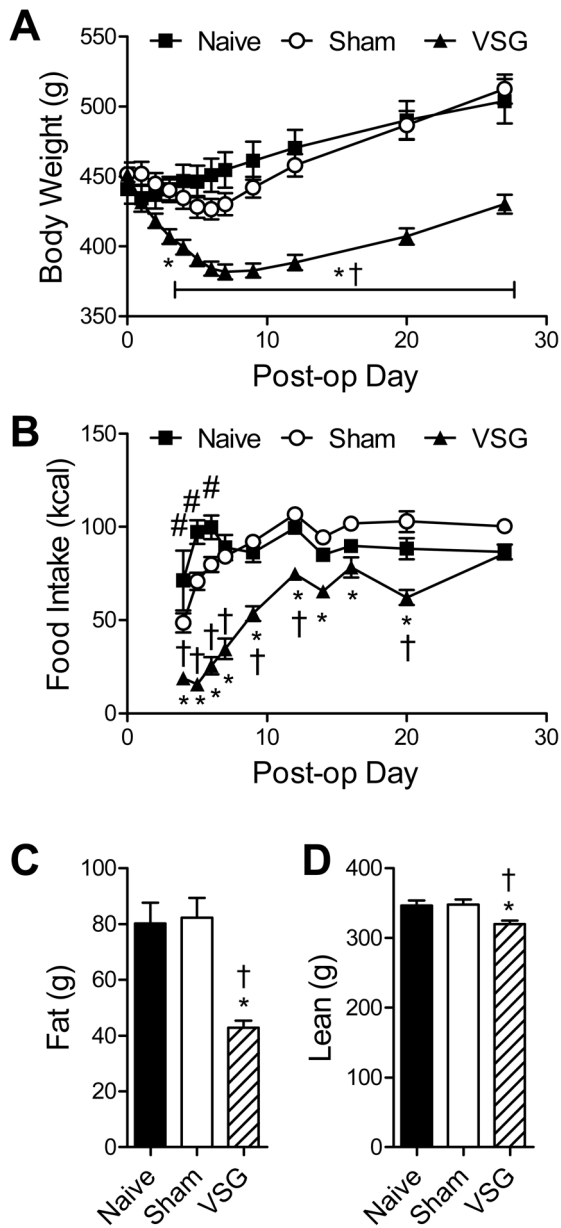 A
Naive Sham VSG
550
500
450
400
350
Body Weight (g)
*
*†
0 10 20 30
Post-op Day
B
Naive Sham VSG
150
100
50
0
Food Intake (kcal)
# # #
† † † †
* * * *
* * * * *
† † †
0 10 20 30
Post-op Day
C
100
80
60
40
20
0
Fat (g)
†
*
Naive Sham VSG
D
400
300
200
100
0
Lean (g)
†
*
Naive Sham VSG